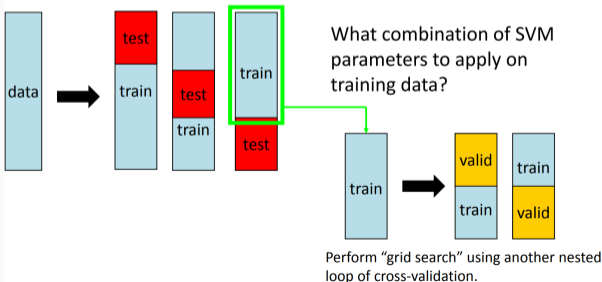 What combination of SVM
parameters to apply on
training data?
data
test
train
test
train
train
test
train
valid
train
train
valid
Perform “grid search” using another nested
loop of cross-validation.